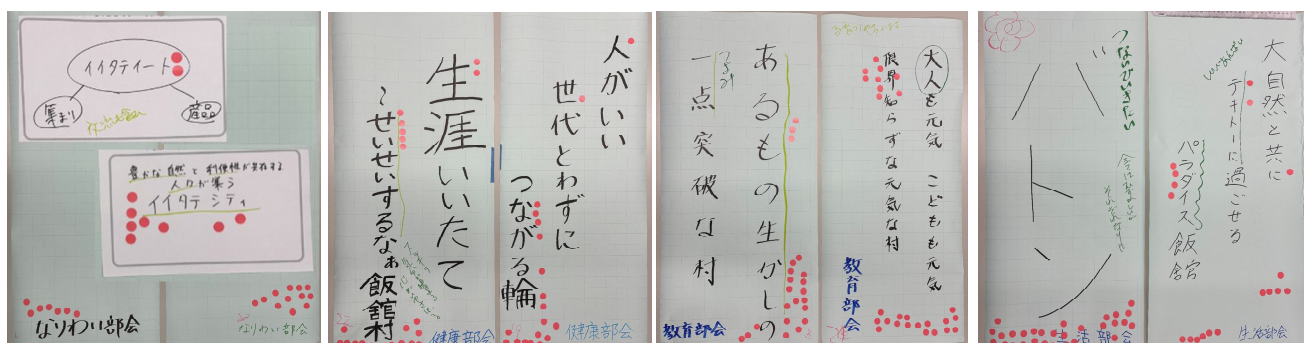 イイタテイート
集まり
産品
豊かな自然と利便性が共存する
人々が集う
イイタテシティ
なりわい部会
なりわい部会
生涯いいたて
～せいせいするなぁ飯舘村
健康部会
人がいい
世代とわずに
つながる輪
健康部会
あるもの生かしの
一点突破な村
教育部会
大人も元気 こどもも元気
限界知らずな元気な村
教育部会
つないでいきたい
バトン
生活部会
大自然と共に
テキトーに過ごせる
パラダイス飯舘
生活部会